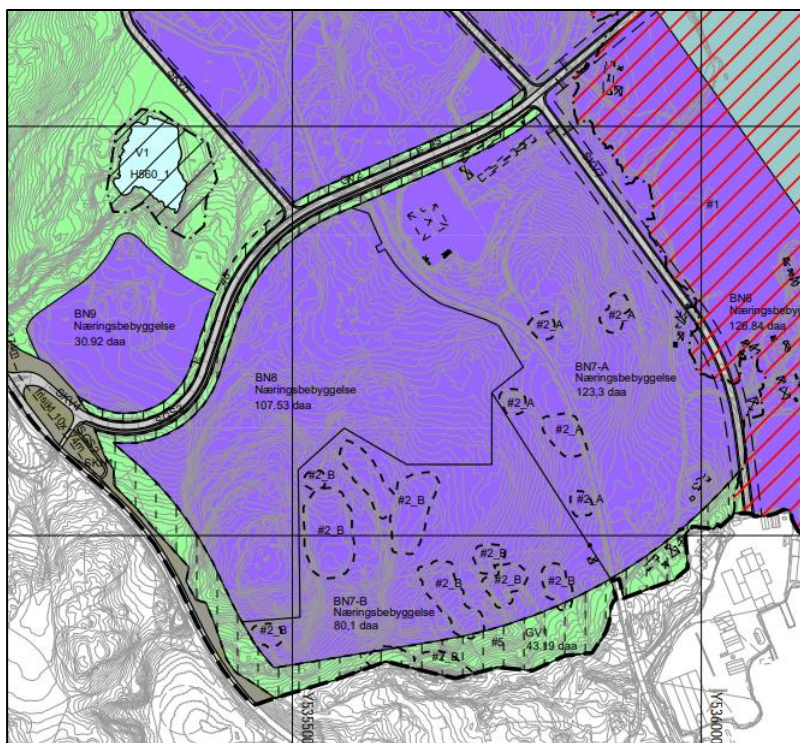 V1
H560_1
#1
BN9
Næringsbebyggelse
30.92 daa
BN6
Næringsbeby
126.84 daa
#2_A
#2_A
BN7-A
Næringsbebyggelse
123,3 daa
BN8
Næringsbebyggelse
107.53 daa
#2_A
#2_A
#2_B
#2_B
#2_A
#2_B
#2_B
#2_B
#2_B
#2_B
BN7-B
Næringsbebyggelse
80,1 daa
#2_B
#5
GV1
43.19 daa
#2_B
Y535500
Y536000